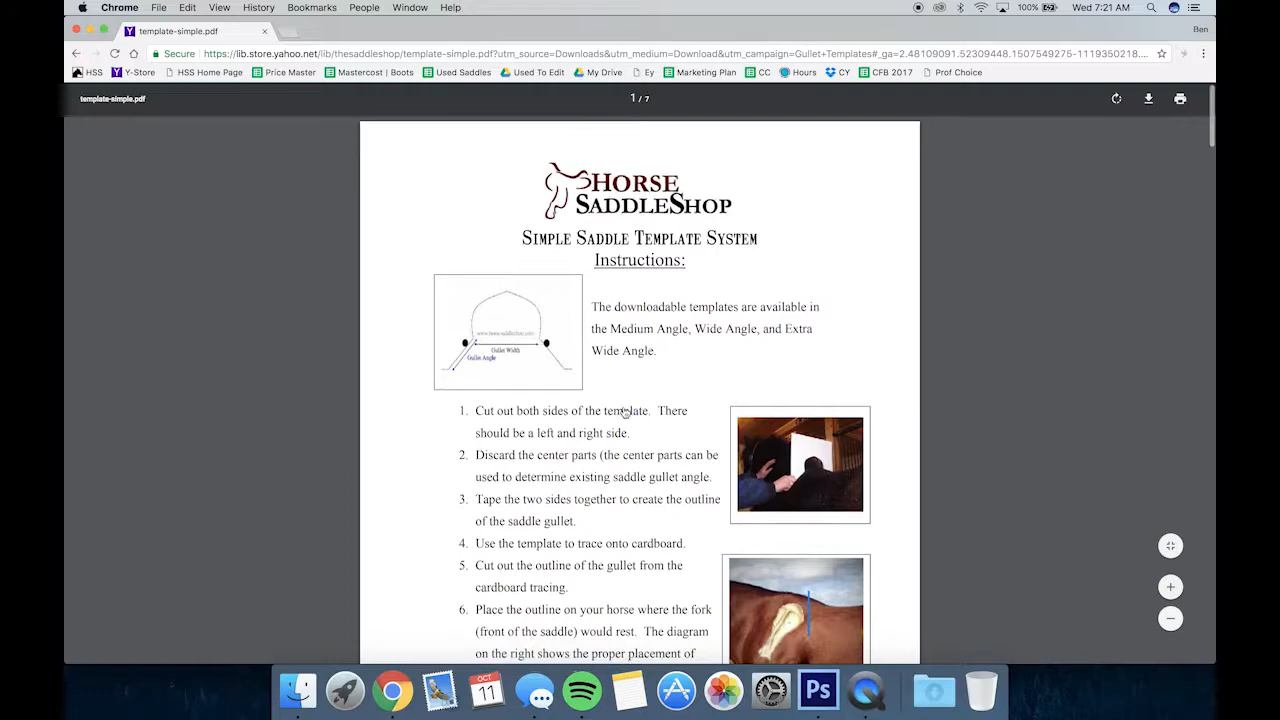 Chrome File Edit View History Bookmarks People Window Help 100% Wed 7:21 AM
template-simple.pdf Ben
Secure https://lib.store.yahoo.net/lib/thesaddleshop/template-simple.pdf?utm_source=Downloads&utm_medium=Download&utm_campaign=Gullet+Templates#_ga=2.48109091.52309448.1507549275-1119350218....
HSS Y-Store HSS Home Page Price Master Mastercost | Boots Used Saddles Used To Edit My Drive Ey Marketing Plan CC Hours CY CFB 2017 Prof Choice
template-simple.pdf 1 / 7
HORSE
SADDLESHOP
SIMPLE SADDLE TEMPLATE SYSTEM
Instructions:
Gullet Width
Gullet Angle
The downloadable templates are available in
the Medium Angle, Wide Angle, and Extra
Wide Angle.
1. Cut out both sides of the template. There
should be a left and right side.
2. Discard the center parts (the center parts can be
used to determine existing saddle gullet angle.
3. Tape the two sides together to create the outline
of the saddle gullet.
4. Use the template to trace onto cardboard.
5. Cut out the outline of the gullet from the
cardboard tracing.
6. Place the outline on your horse where the fork
(front of the saddle) would rest. The diagram
on the right shows the proper placement of
OCT
11
Ps